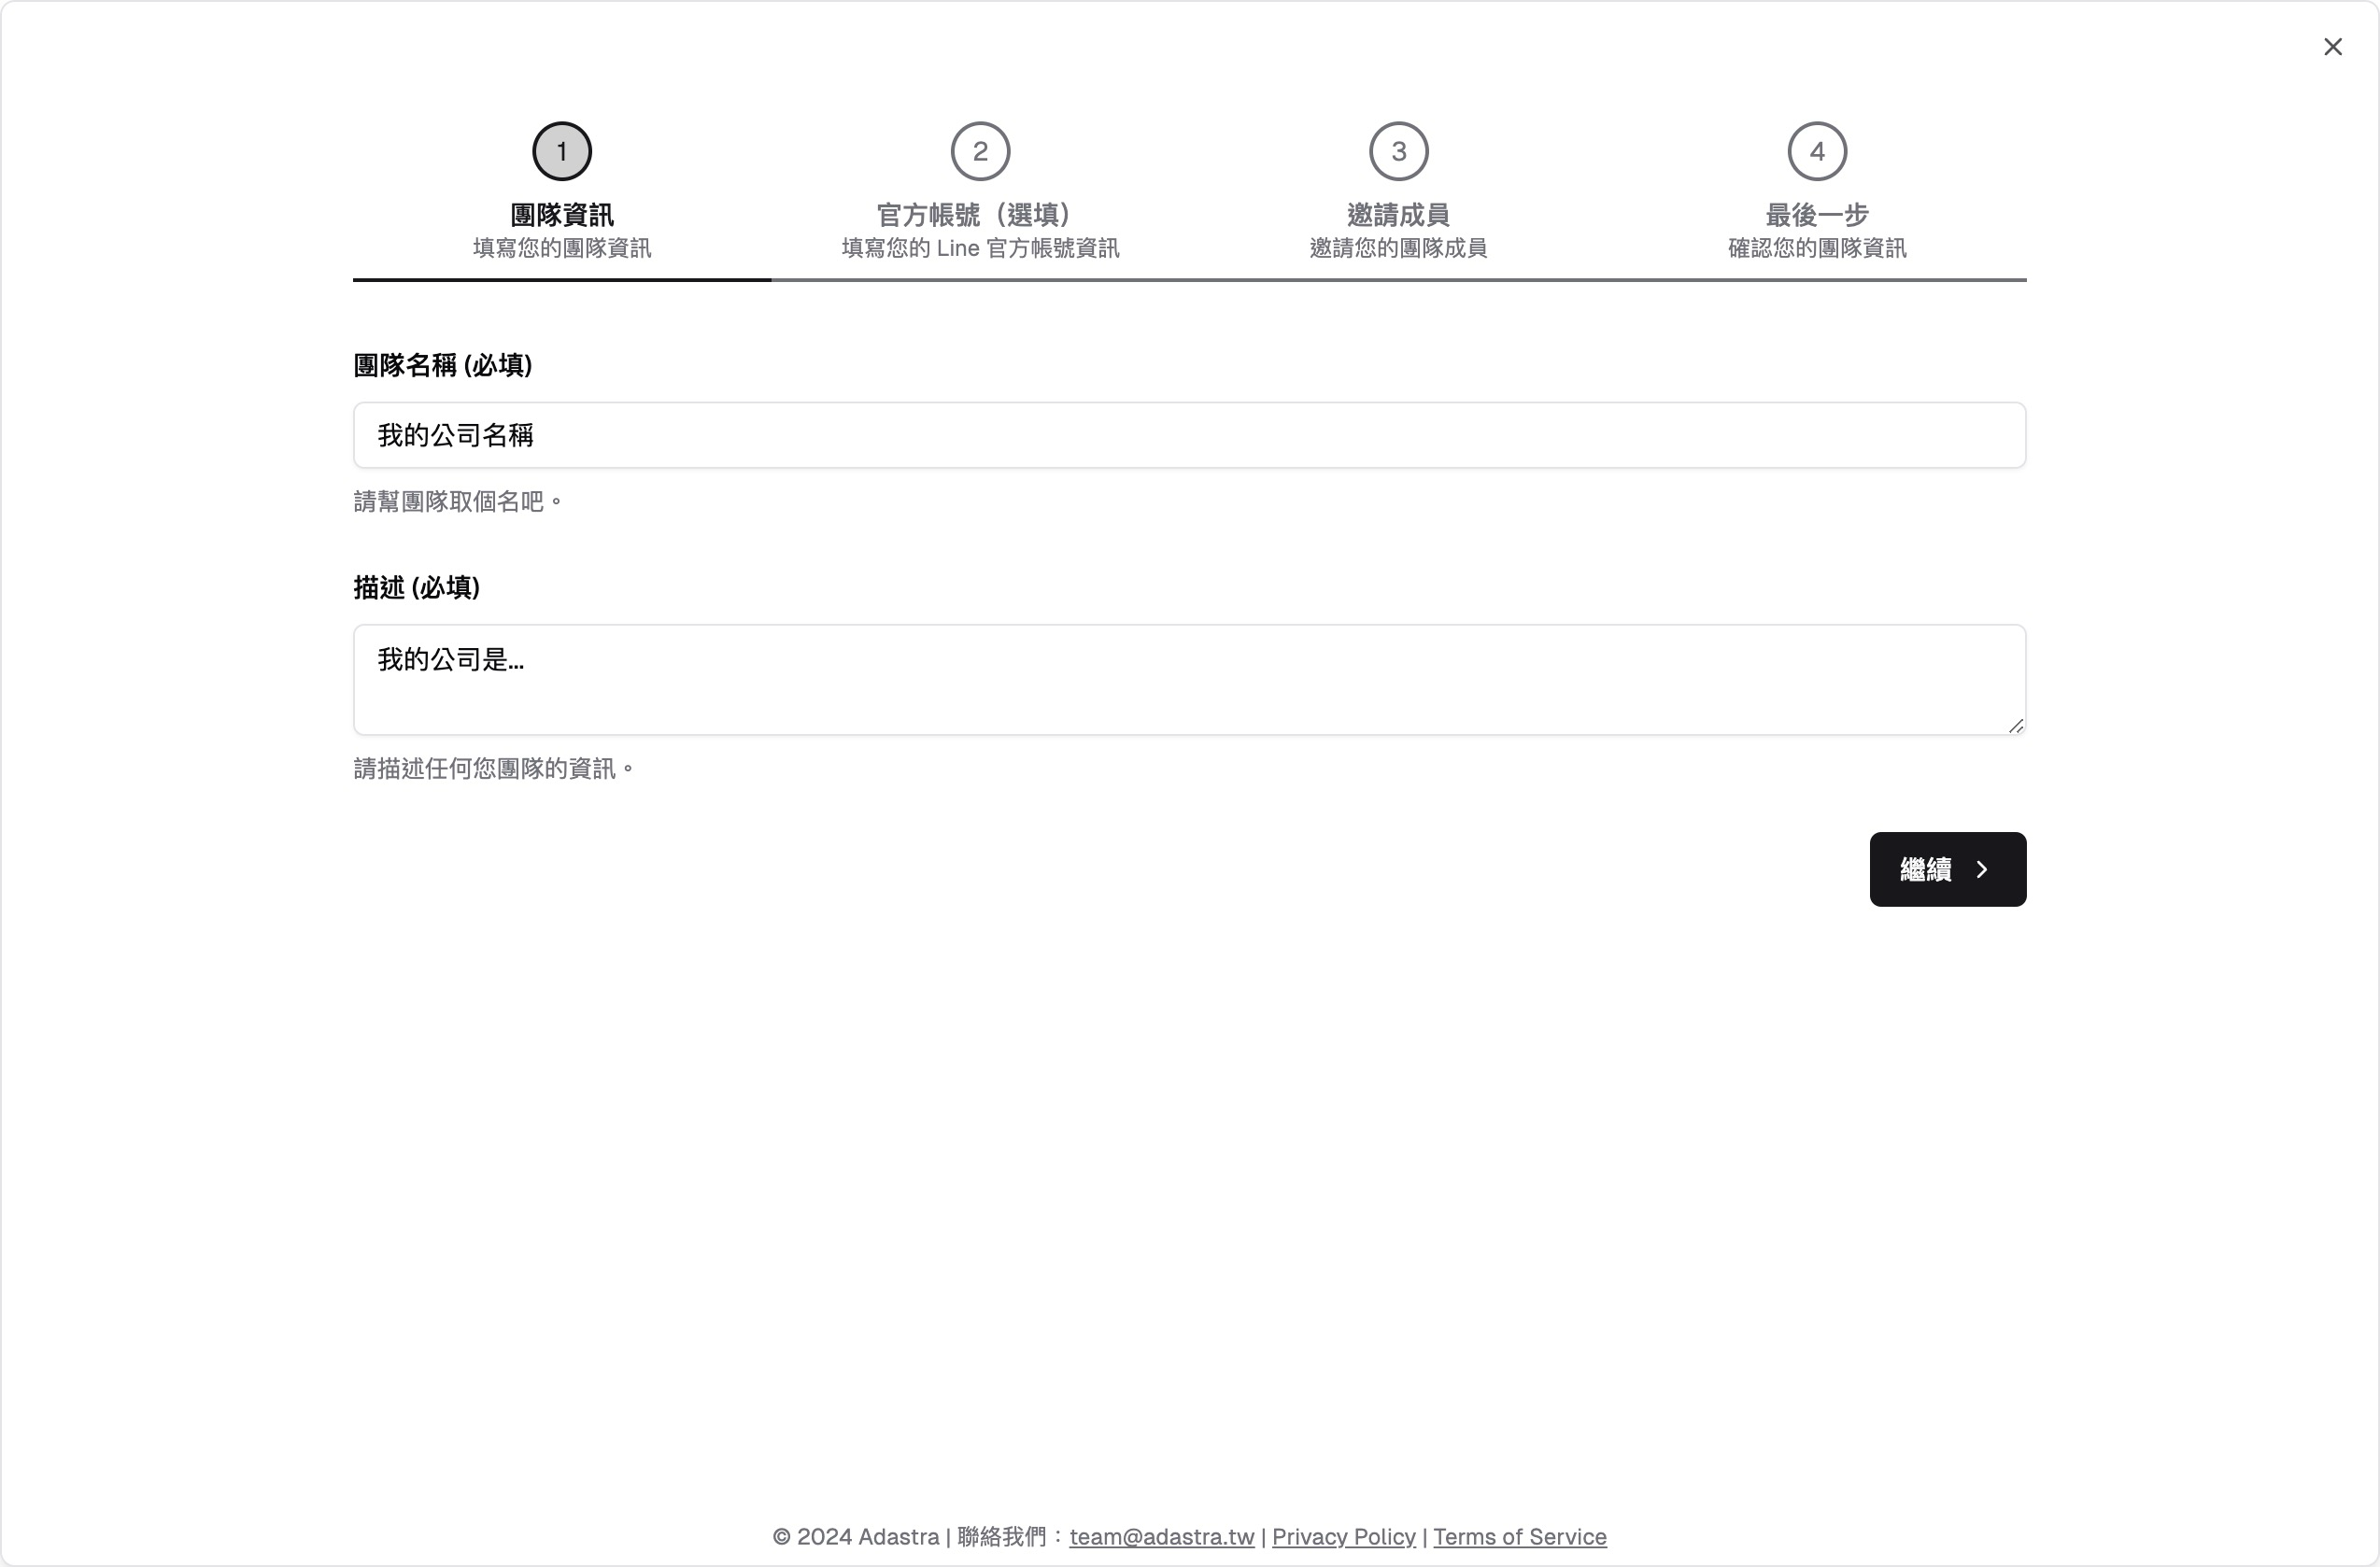 1
團隊資訊
填寫您的團隊資訊
2
官方帳號（選填）
填寫您的 Line 官方帳號資訊
3
邀請成員
邀請您的團隊成員
4
最後一步
確認您的團隊資訊
團隊名稱 (必填)
我的公司名稱
請幫團隊取個名吧。
描述 (必填)
我的公司是...
請描述任何您團隊的資訊。
繼續
© 2024 Adastra | 聯絡我們：team@adastra.tw | Privacy Policy | Terms of Service